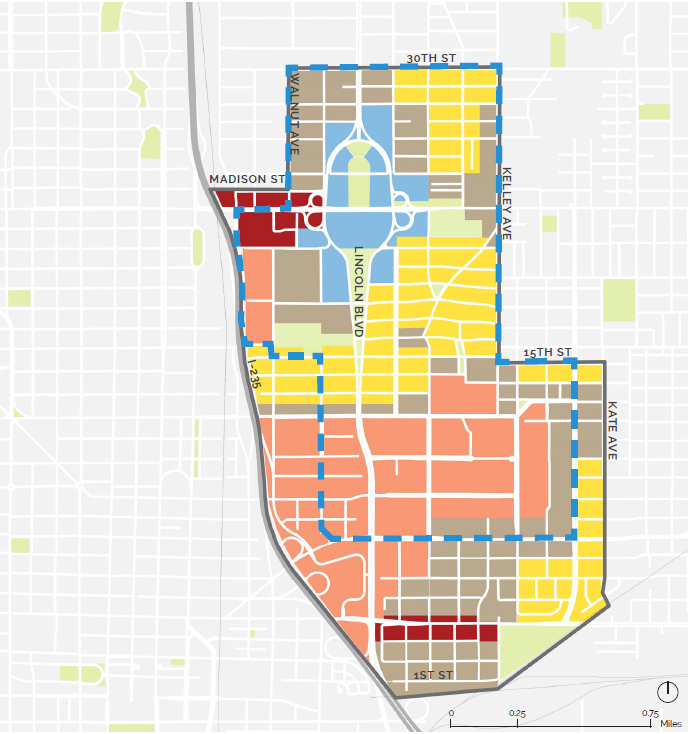 30TH ST
WALNUT AVE
MADISON ST
KELLEY AVE
LINCOLN BLVD
15TH ST
I-235
KATE AVE
1ST ST
0 0.25 0.75
Miles